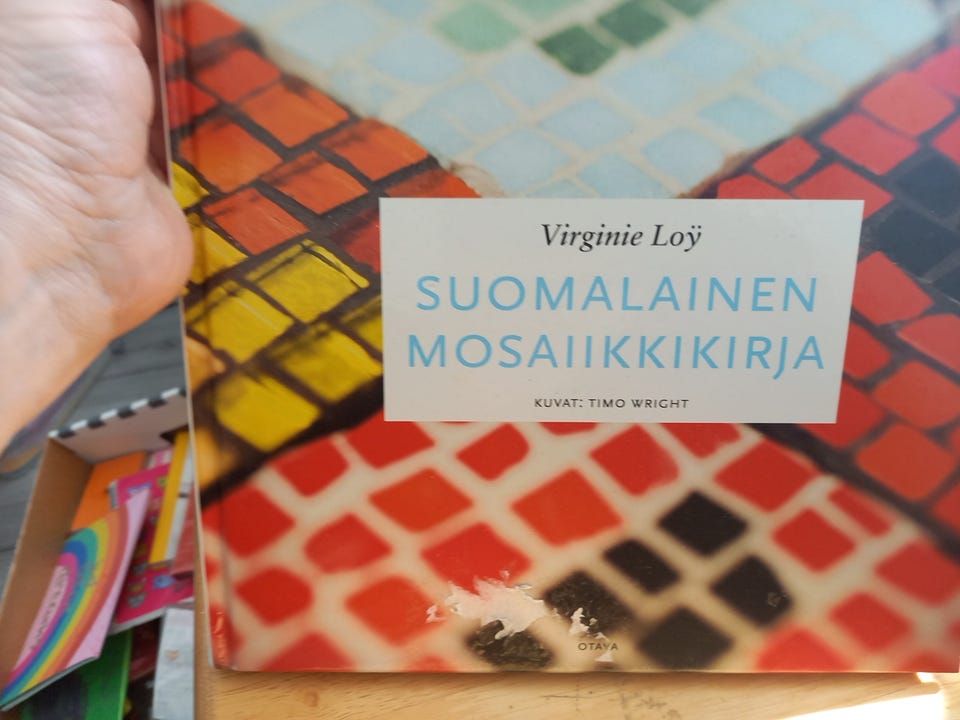 Virginie Loÿ
SUOMALAINEN
MOSAIIKKIKIRJA
KUVAT: TIMO WRIGHT
OTAVA